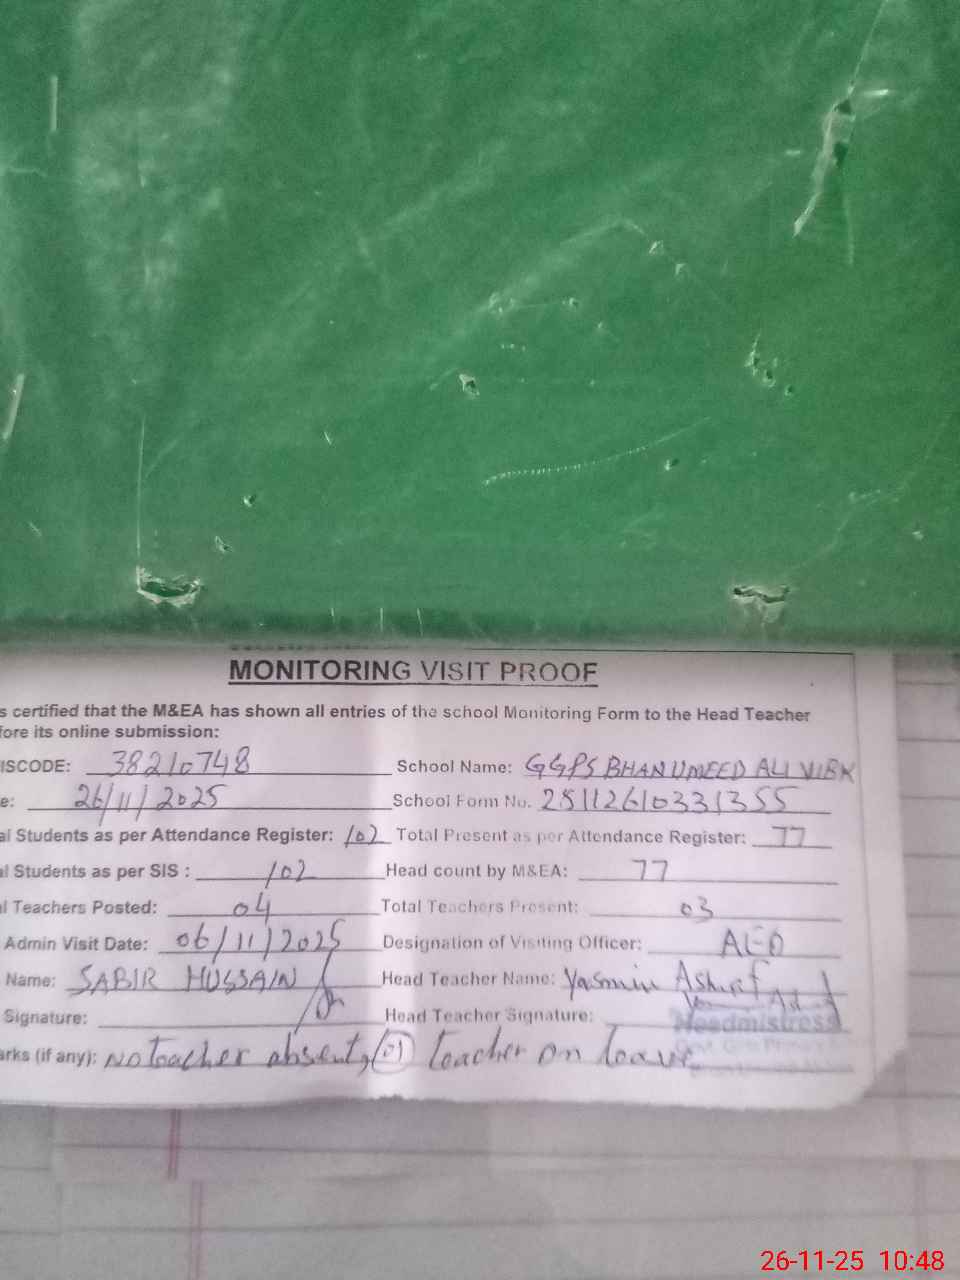 MONITORING VISIT PROOF
s certified that the M&EA has shown all entries of the school Monitoring Form to the Head Teacher
fore its online submission:
ISCODE: 38210748 School Name: GGPS BHAN UMEED ALI VIRK
e: 26/11/2025 School Form No. 25112610331355
al Students as per Attendance Register: 102 Total Present as per Attendance Register: 77
al Students as per SIS : 102 Head count by M&EA: 77
al Teachers Posted: 04 Total Teachers Present: 03
Admin Visit Date: 06/11/2025 Designation of Visiting Officer: AEO
Name: SABIR HUSSAIN Head Teacher Name: Yasmin Ashraf
Signature: Head Teacher Signature:
Headmistress
arks (if any): No teacher absent, 01 teacher on leave
26-11-25 10:48